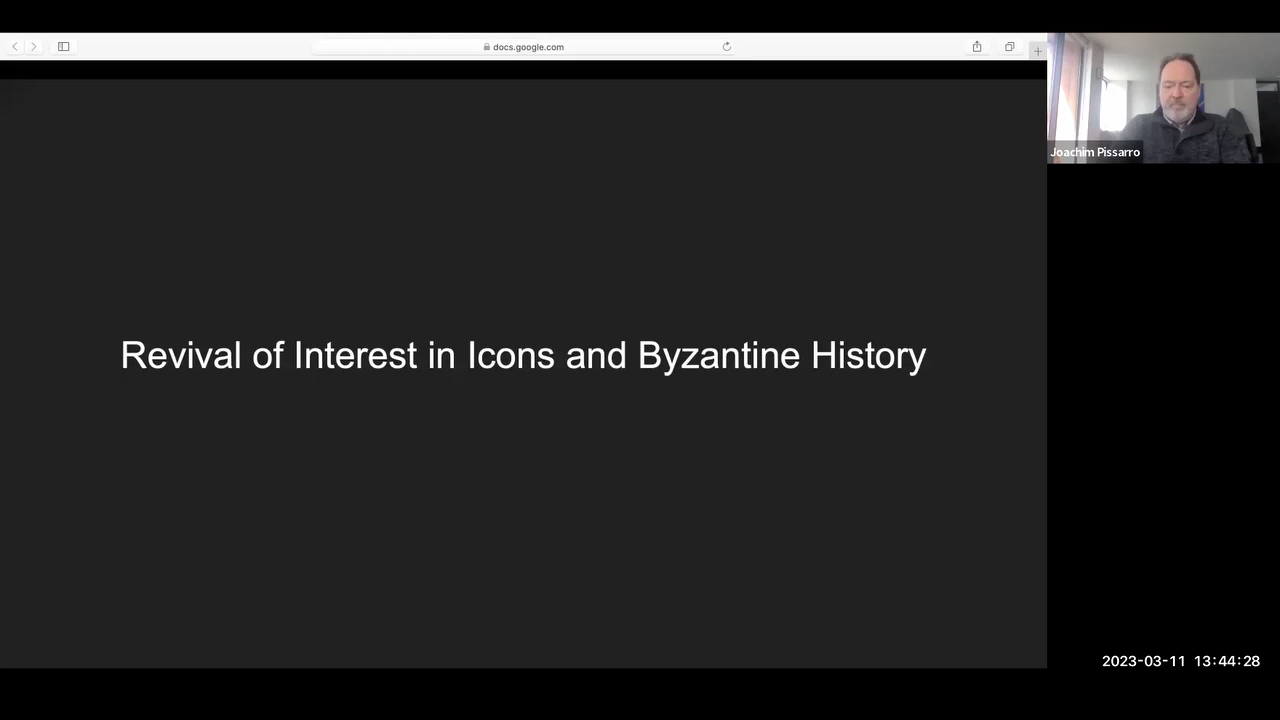 docs.google.com
Joachim Pissarro
Revival of Interest in Icons and Byzantine History
2023-03-11 13:44:28